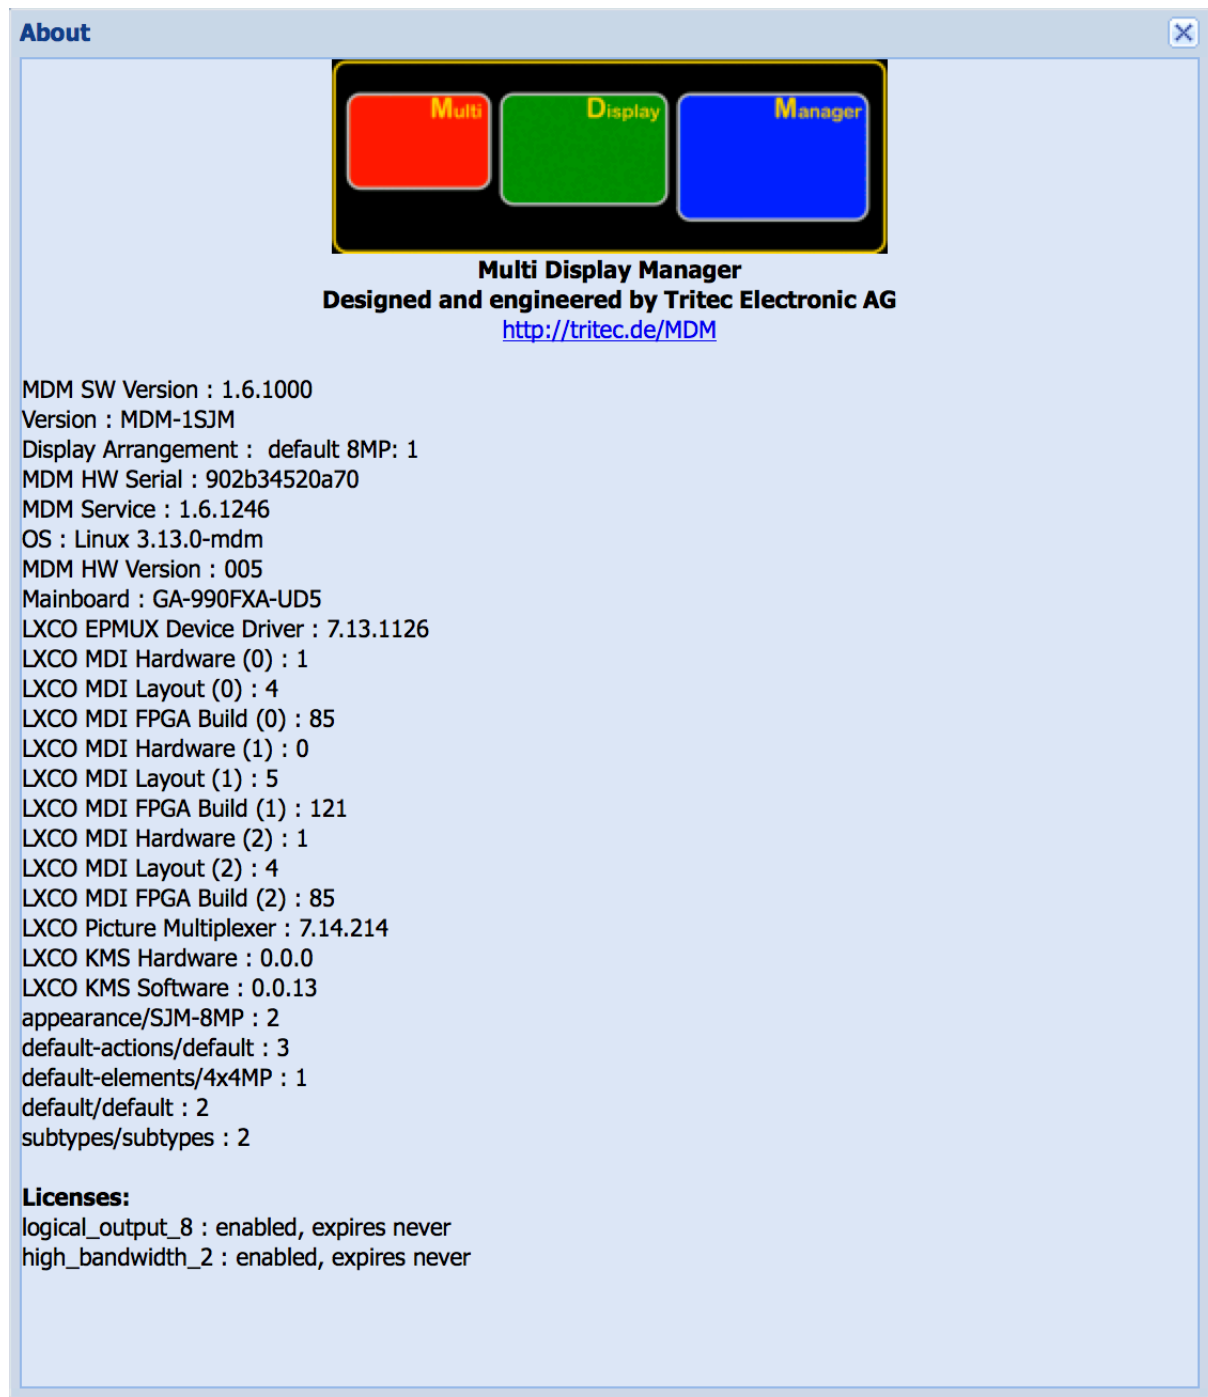 About
Multi Display Manager
Multi Display Manager
Designed and engineered by Tritec Electronic AG
http://tritec.de/MDM
MDM SW Version : 1.6.1000
Version : MDM-1SJM
Display Arrangement :  default 8MP: 1
MDM HW Serial : 902b34520a70
MDM Service : 1.6.1246
OS : Linux 3.13.0-mdm
MDM HW Version : 005
Mainboard : GA-990FXA-UD5
LXCO EPMUX Device Driver : 7.13.1126
LXCO MDI Hardware (0) : 1
LXCO MDI Layout (0) : 4
LXCO MDI FPGA Build (0) : 85
LXCO MDI Hardware (1) : 0
LXCO MDI Layout (1) : 5
LXCO MDI FPGA Build (1) : 121
LXCO MDI Hardware (2) : 1
LXCO MDI Layout (2) : 4
LXCO MDI FPGA Build (2) : 85
LXCO Picture Multiplexer : 7.14.214
LXCO KMS Hardware : 0.0.0
LXCO KMS Software : 0.0.13
appearance/SJM-8MP : 2
default-actions/default : 3
default-elements/4x4MP : 1
default/default : 2
subtypes/subtypes : 2
Licenses:
logical_output_8 : enabled, expires never
high_bandwidth_2 : enabled, expires never